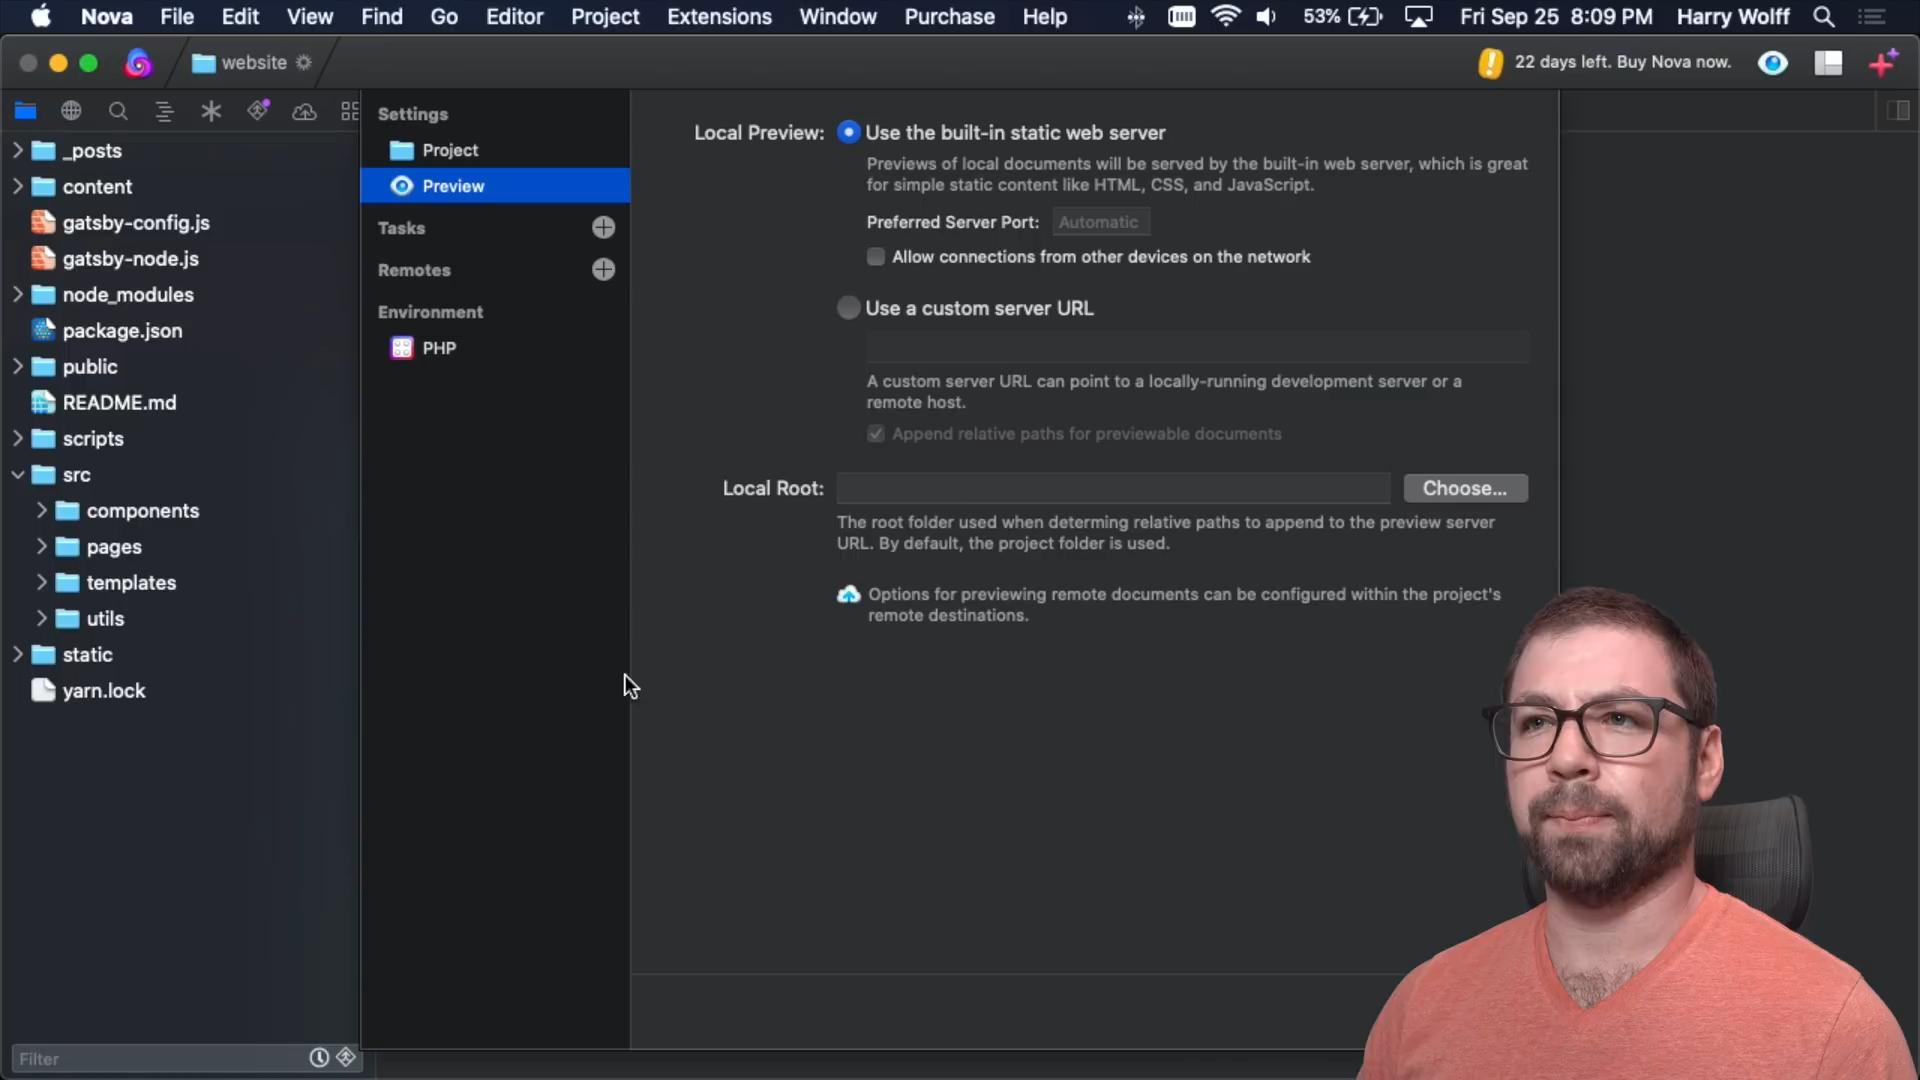 Nova File Edit View Find Go Editor Project Extensions Window Purchase Help 53% Fri Sep 25 8:09 PM Harry Wolff
website
22 days left. Buy Nova now.
_posts
content
gatsby-config.js
gatsby-node.js
node_modules
package.json
public
README.md
scripts
src
components
pages
templates
utils
static
yarn.lock
Filter
Settings
Project
Preview
Tasks
Remotes
Environment
PHP
Local Preview: Use the built-in static web server
Previews of local documents will be served by the built-in web server, which is great
for simple static content like HTML, CSS, and JavaScript.
Preferred Server Port: Automatic
Allow connections from other devices on the network
Use a custom server URL
A custom server URL can point to a locally-running development server or a
remote host.
Append relative paths for previewable documents
Local Root: Choose...
The root folder used when determing relative paths to append to the preview server
URL. By default, the project folder is used.
Options for previewing remote documents can be configured within the project's
remote destinations.